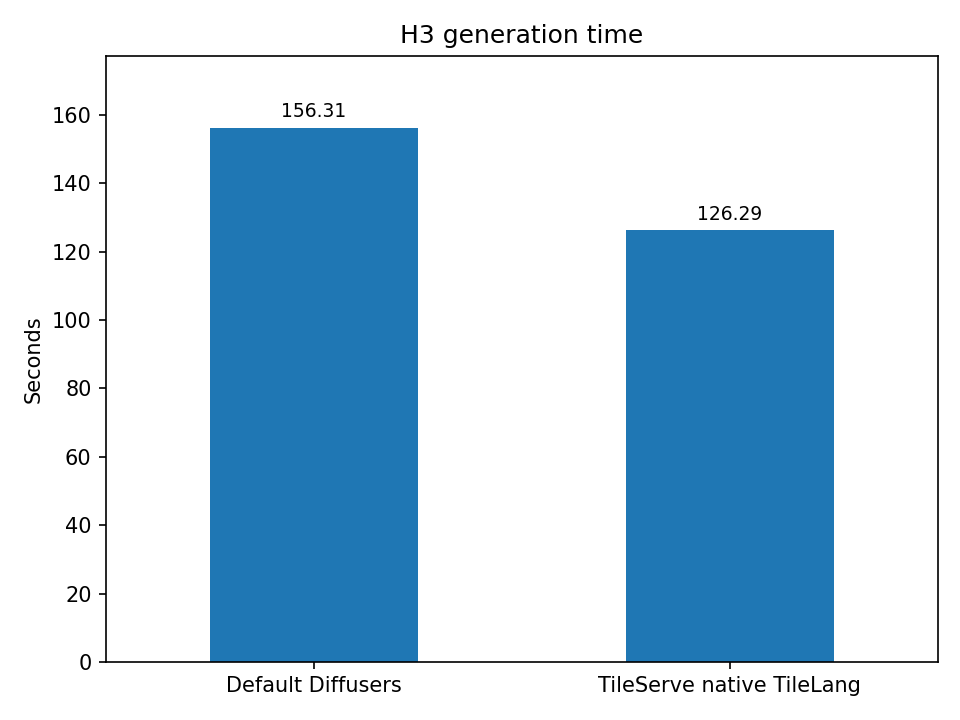 H3 generation time
156.31
126.29
160
140
120
100
80
60
40
20
0
Seconds
Default Diffusers
TileServe native TileLang